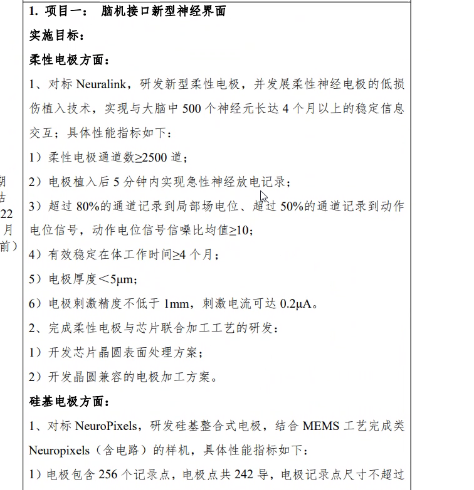 1. 项目一： 脑机接口新型神经界面
实施目标：
柔性电极方面：
1、对标 Neuralink，研发新型柔性电极，并发展柔性神经电极的低损
伤植入技术，实现与大脑中 500 个神经元长达 4 个月以上的稳定信息
交互；具体性能指标如下：
1）柔性电极通道数≥2500 道；
2）电极植入后 5 分钟内实现急性神经放电记录；
3）超过 80%的通道记录到局部场电位、超过 50%的通道记录到动作
22
电位信号，动作电位信号信噪比均值≥10；
月
前）
4）有效稳定在体工作时间≥4 个月；
5）电极厚度＜5μm；
6）电极刺激精度不低于 1mm，刺激电流可达 0.2μA。
2、完成柔性电极与芯片联合加工工艺的研发：
1）开发芯片晶圆表面处理方案；
2）开发晶圆兼容的电极加工方案。
硅基电极方面：
1、对标 NeuroPixels，研发硅基整合式电极，结合 MEMS 工艺完成类
Neuropixels（含电路）的样机，具体性能指标如下：
1）电极包含 256 个记录点，电极点共 242 导，电极记录点尺寸不超过